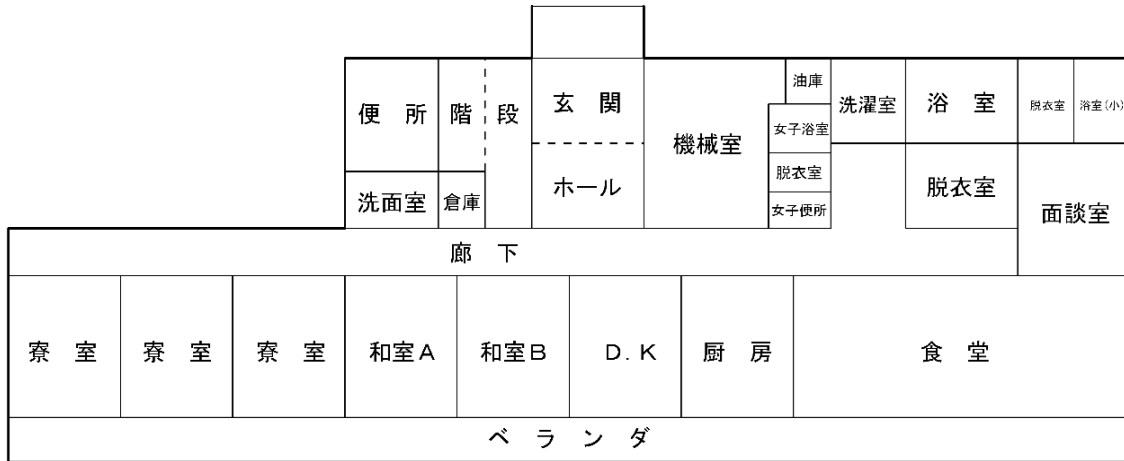 油庫
便所 階段 玄関 機械室 洗濯室 浴室 脱衣室 浴室(小)
女子浴室
脱衣室
洗面室 倉庫 ホール 女子便所 脱衣室 面談室
廊下
寮室 寮室 寮室 和室A 和室B D.K 厨房 食堂
ベランダ